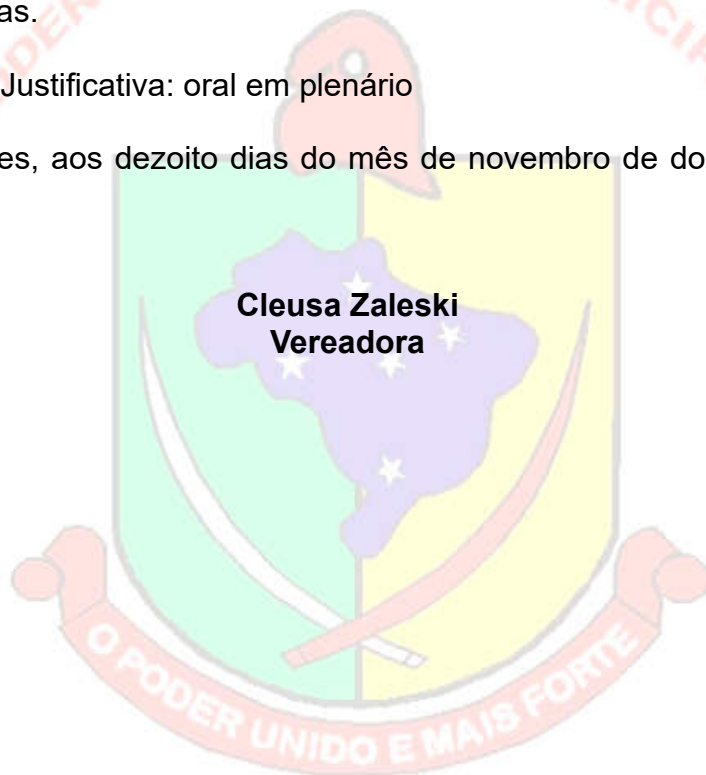 as.
Justificativa: oral em plenário
es, aos dezoito dias do mês de novembro de do
Cleusa Zaleski
Vereadora
O PODER UNIDO E MAIS FORTE